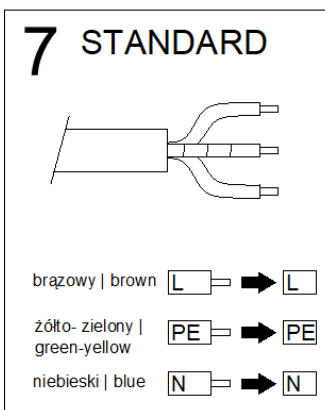 7 STANDARD
brązowy | brown L L
żółto- zielony |
green-yellow PE PE
niebieski | blue N N